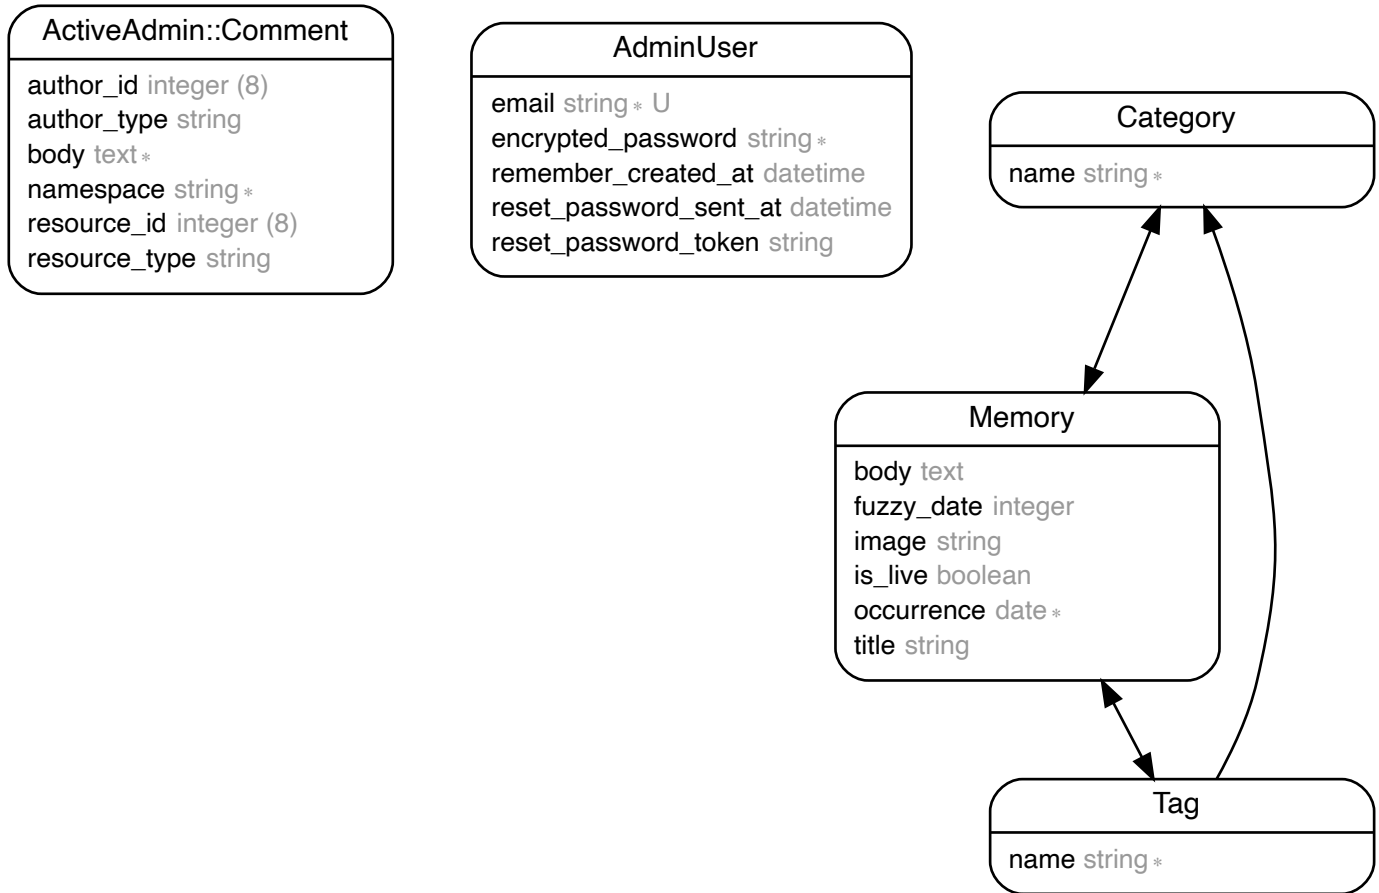 ActiveAdmin::Comment
author_id integer (8)
author_type string
body text *
namespace string *
resource_id integer (8)
resource_type string
AdminUser
email string * U
encrypted_password string *
remember_created_at datetime
reset_password_sent_at datetime
reset_password_token string
Category
name string *
Memory
body text
fuzzy_date integer
image string
is_live boolean
occurrence date *
title string
Tag
name string *